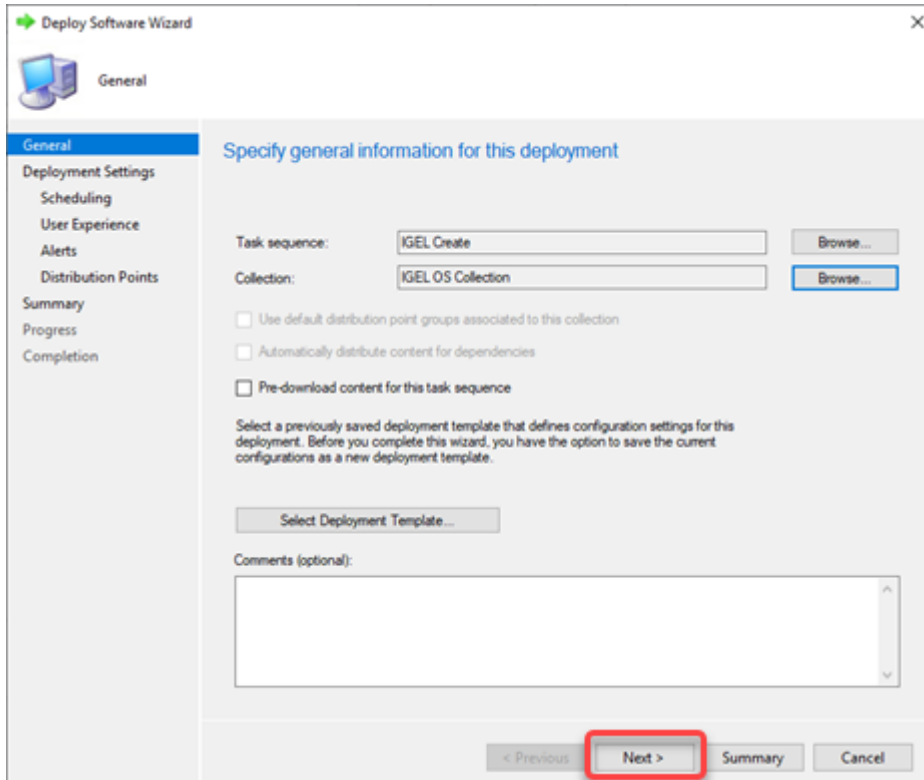 Deploy Software Wizard
General
General
Deployment Settings
Scheduling
User Experience
Alerts
Distribution Points
Summary
Progress
Completion
Specify general information for this deployment
Task sequence: IGEL Create Browse...
Collection: IGEL OS Collection Browse...
Use default distribution point groups associated to this collection
Automatically distribute content for dependencies
Pre-download content for this task sequence
Select a previously saved deployment template that defines configuration settings for this
deployment. Before you complete this wizard, you have the option to save the current
configurations as a new deployment template.
Select Deployment Template...
Comments (optional):
< Previous Next > Summary Cancel